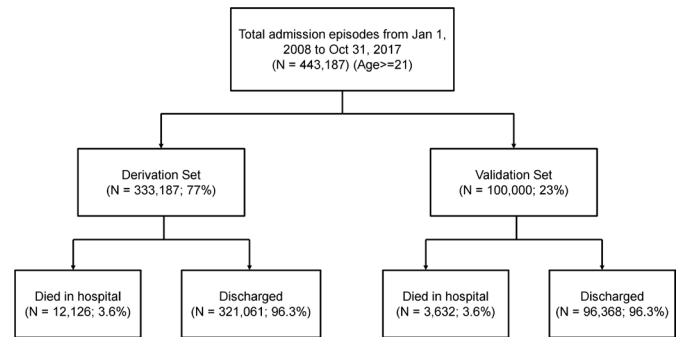 Total admission episodes from Jan 1,
2008 to Oct 31, 2017
(N = 443,187) (Age>=21)
Derivation Set
(N = 333,187; 77%)
Validation Set
(N = 100,000; 23%)
Died in hospital
(N = 12,126; 3.6%)
Discharged
(N = 321,061; 96.3%)
Died in hospital
(N = 3,632; 3.6%)
Discharged
(N = 96,368; 96.3%)